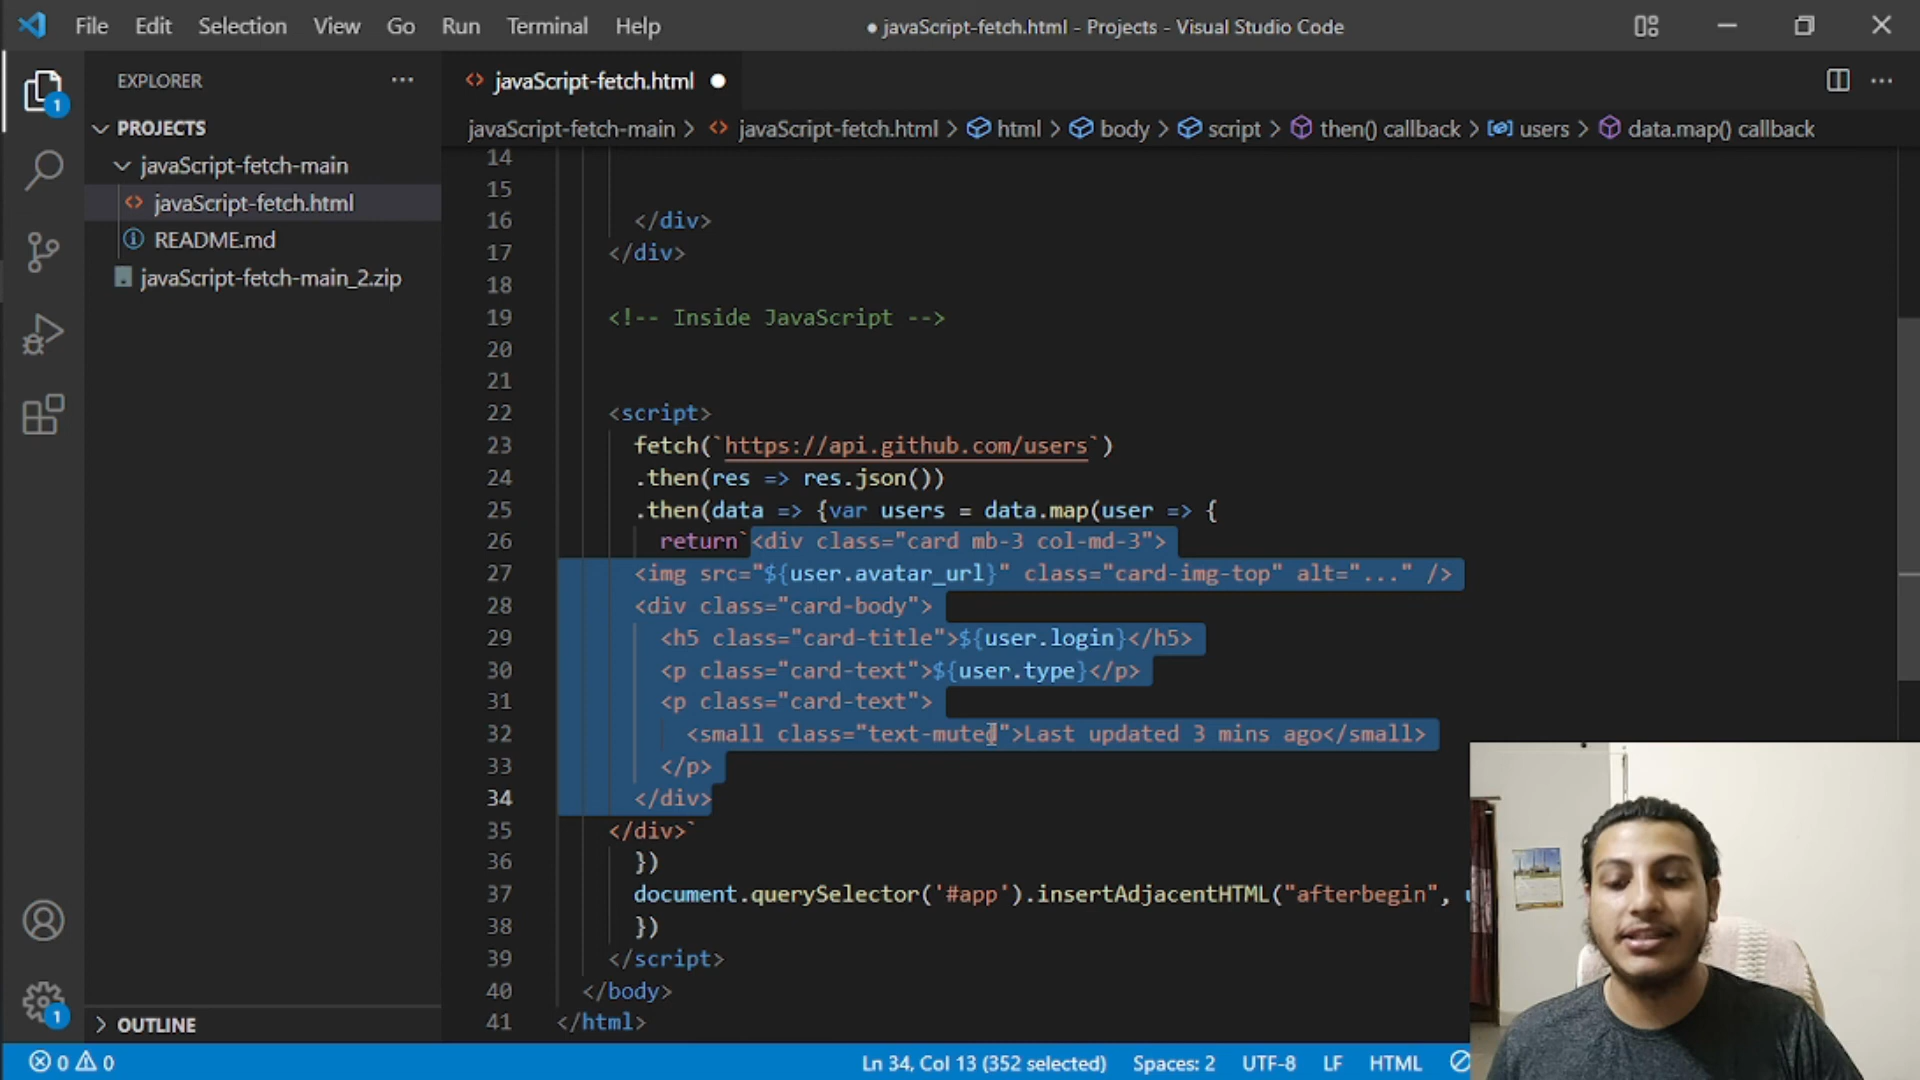 File Edit Selection View Go Run Terminal Help
● javaScript-fetch.html - Projects - Visual Studio Code
EXPLORER
PROJECTS
javaScript-fetch-main
javaScript-fetch.html
README.md
javaScript-fetch-main_2.zip
OUTLINE
1
1
javaScript-fetch.html
javaScript-fetch-main > javaScript-fetch.html > html > body > script > then() callback > users > data.map() callback
14
15
16 </div>
17 </div>
18
19 <!-- Inside JavaScript -->
20
21
22 <script>
23 fetch(`https://api.github.com/users`)
24 .then(res => res.json())
25 .then(data => {var users = data.map(user => {
26 return`<div class="card mb-3 col-md-3">
27 <img src="${user.avatar_url}" class="card-img-top" alt="..." />
28 <div class="card-body">
29 <h5 class="card-title">${user.login}</h5>
30 <p class="card-text">${user.type}</p>
31 <p class="card-text">
32 <small class="text-muted">Last updated 3 mins ago</small>
33 </p>
34 </div>
35 </div>`
36 })
37 document.querySelector('#app').insertAdjacentHTML("afterbegin",
38 })
39 </script>
40 </body>
41 </html>
0 0
Ln 34, Col 13 (352 selected) Spaces: 2 UTF-8 LF HTML